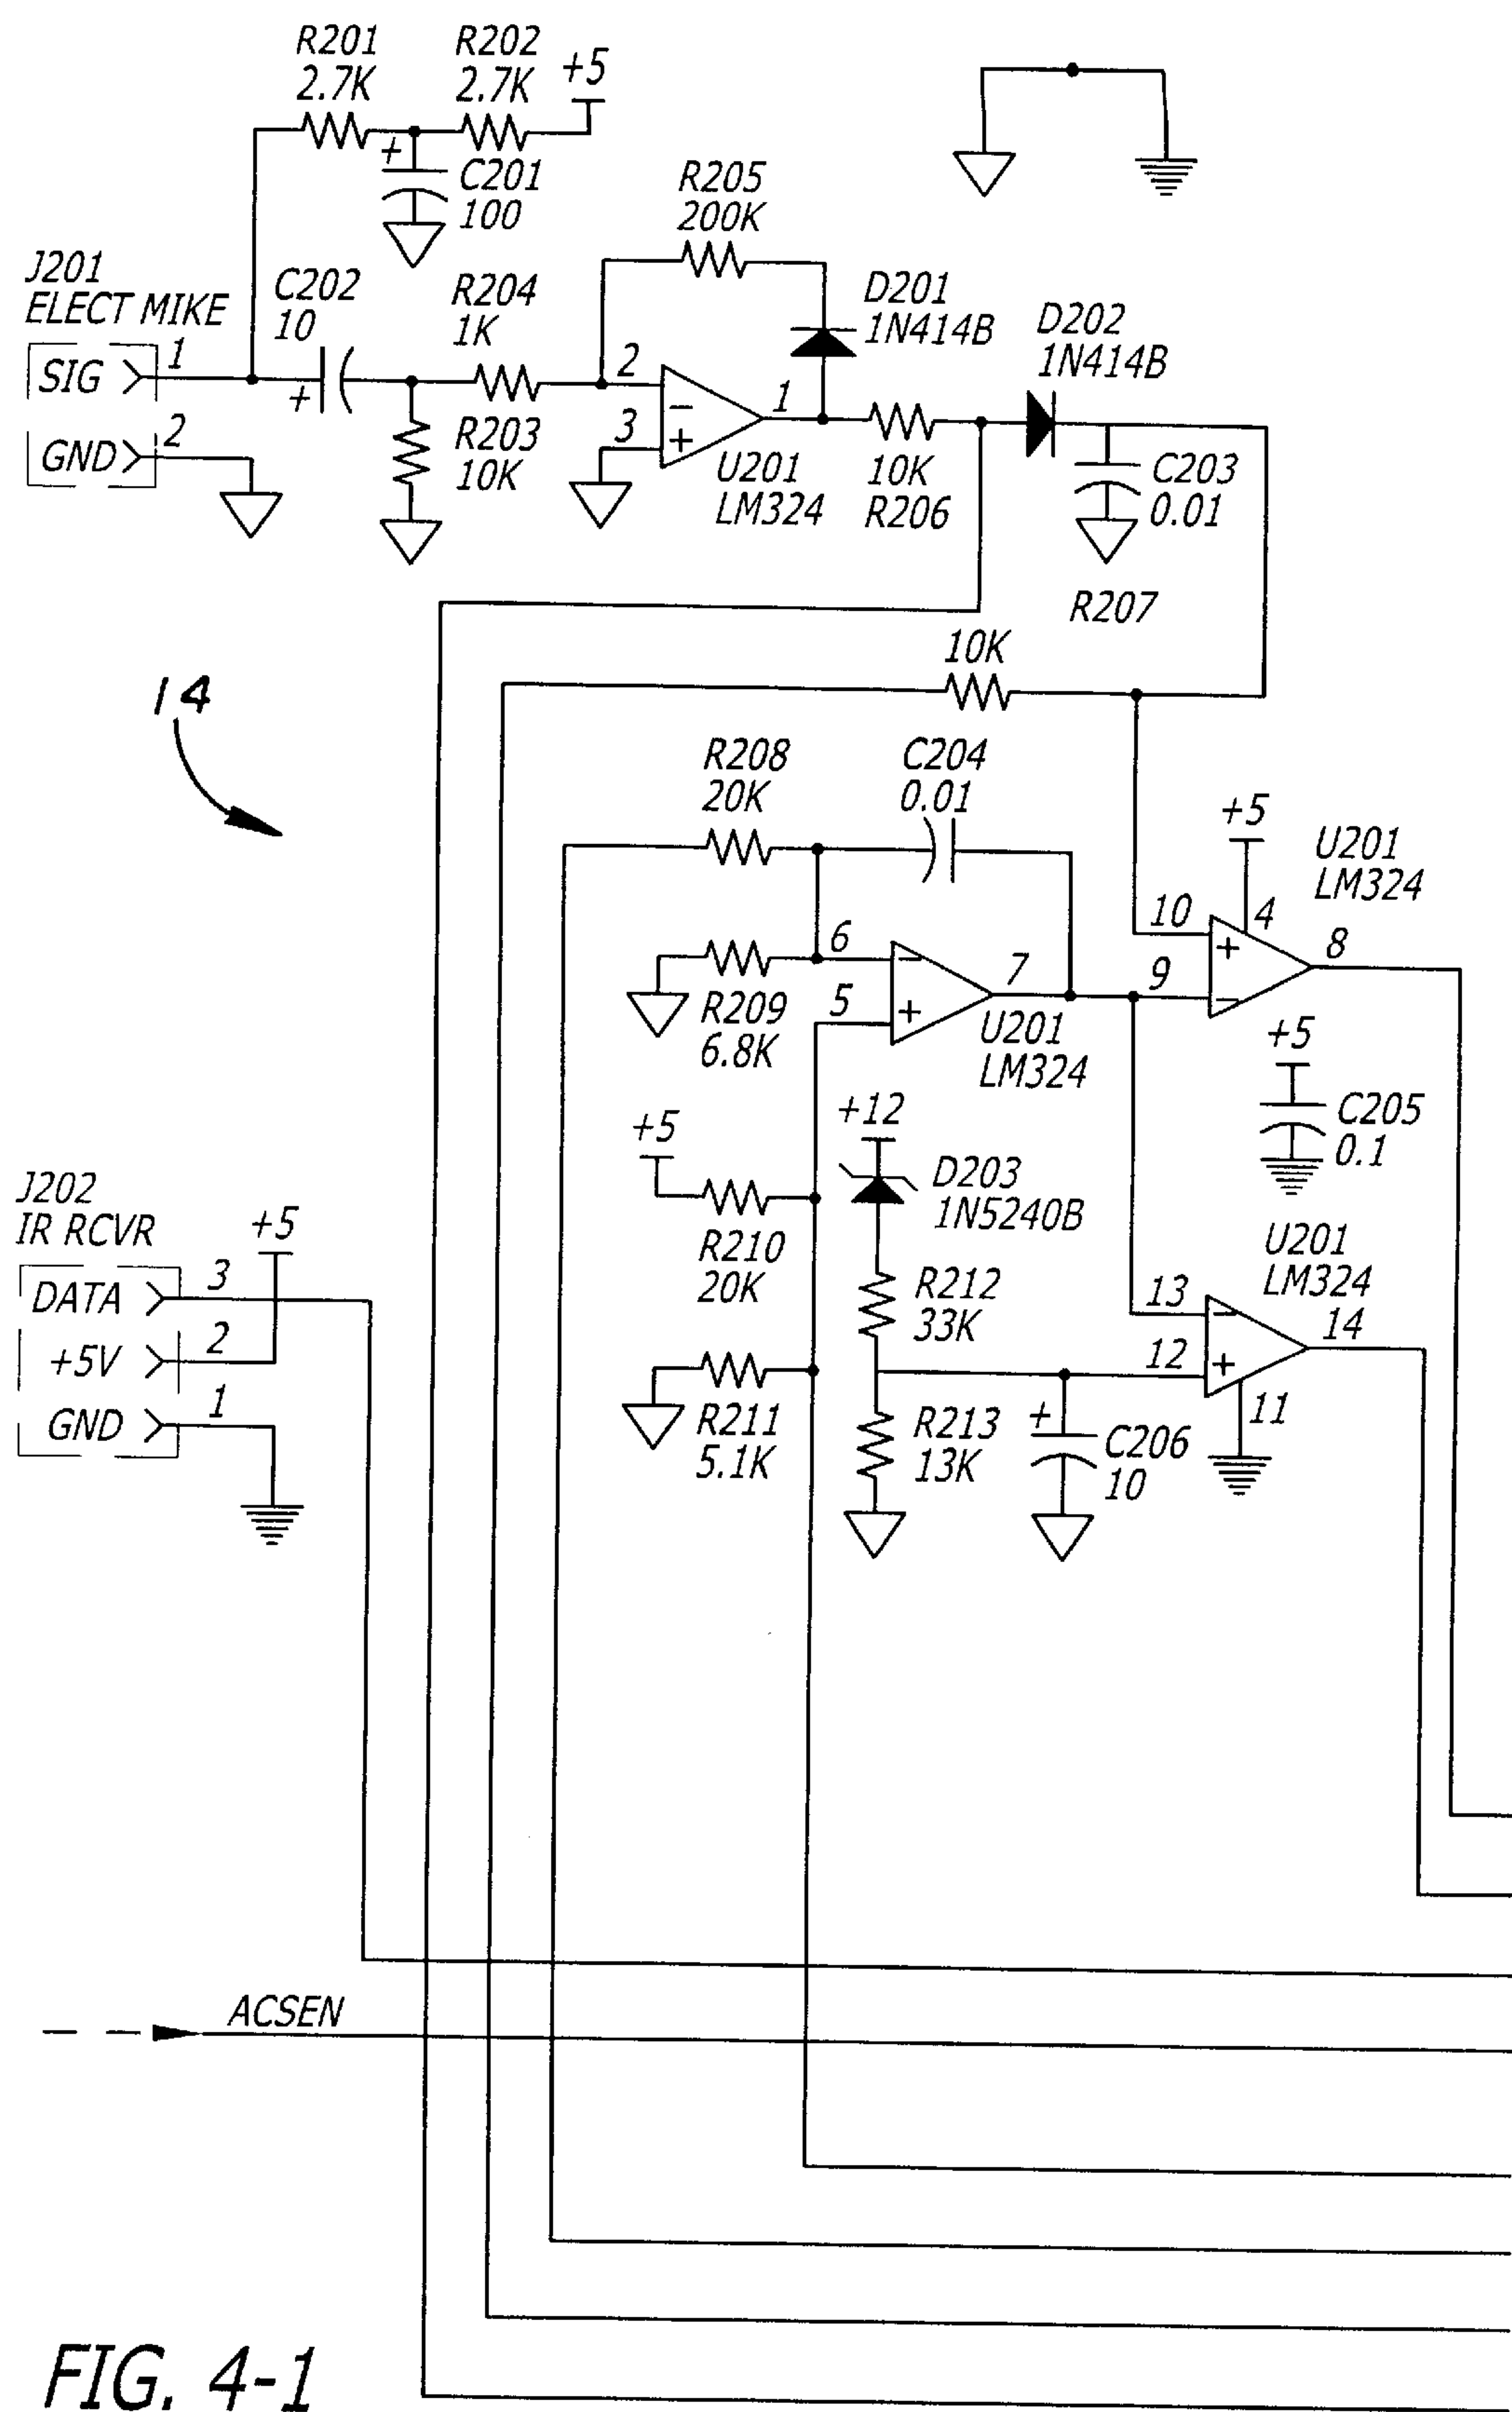 R201
2.7K
R202
2.7K
+5
+
C201
100
R205
200K
J201
ELECT MIKE
SIG
1
GND
2
C202
10
+
R204
1K
R203
10K
2
3
−
+
1
U201
LM324
D201
1N414B
10K
R206
D202
1N414B
C203
0.01
R207
10K
14
R208
20K
C204
0.01
R209
6.8K
6
5
−
+
7
U201
LM324
+5
4
U201
LM324
10
9
+
−
8
+5
C205
0.1
+5
R210
20K
R211
5.1K
+12
D203
1N5240B
R212
33K
R213
13K
+
C206
10
U201
LM324
13
12
−
+
14
11
J202
IR RCVR
+5
DATA
3
+5V
2
GND
1
ACSEN
FIG. 4-1